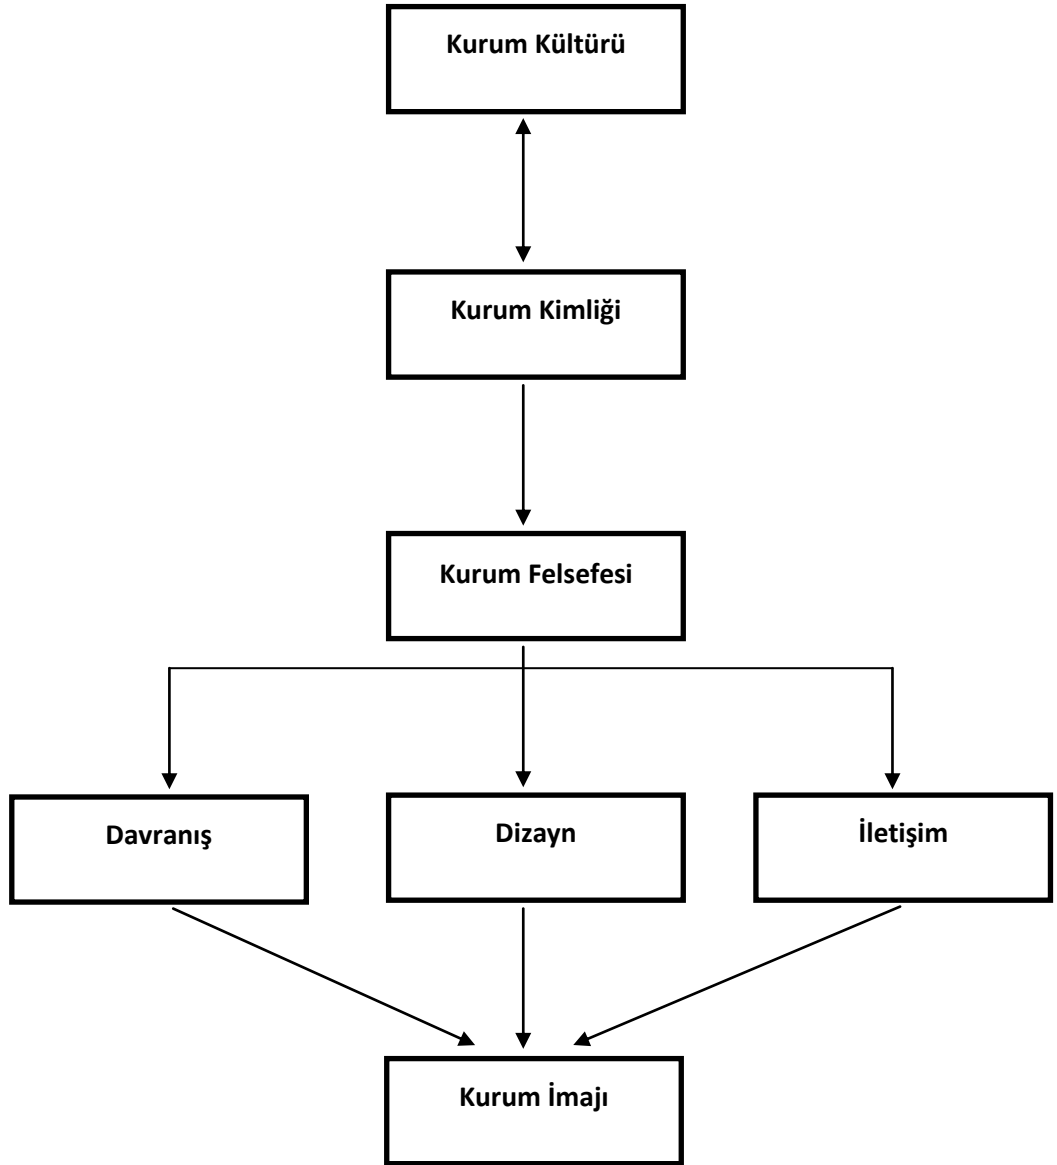 Kurum Kültürü
Kurum Kimliği
Kurum Felsefesi
Davranış
Dizayn
İletişim
Kurum İmajı